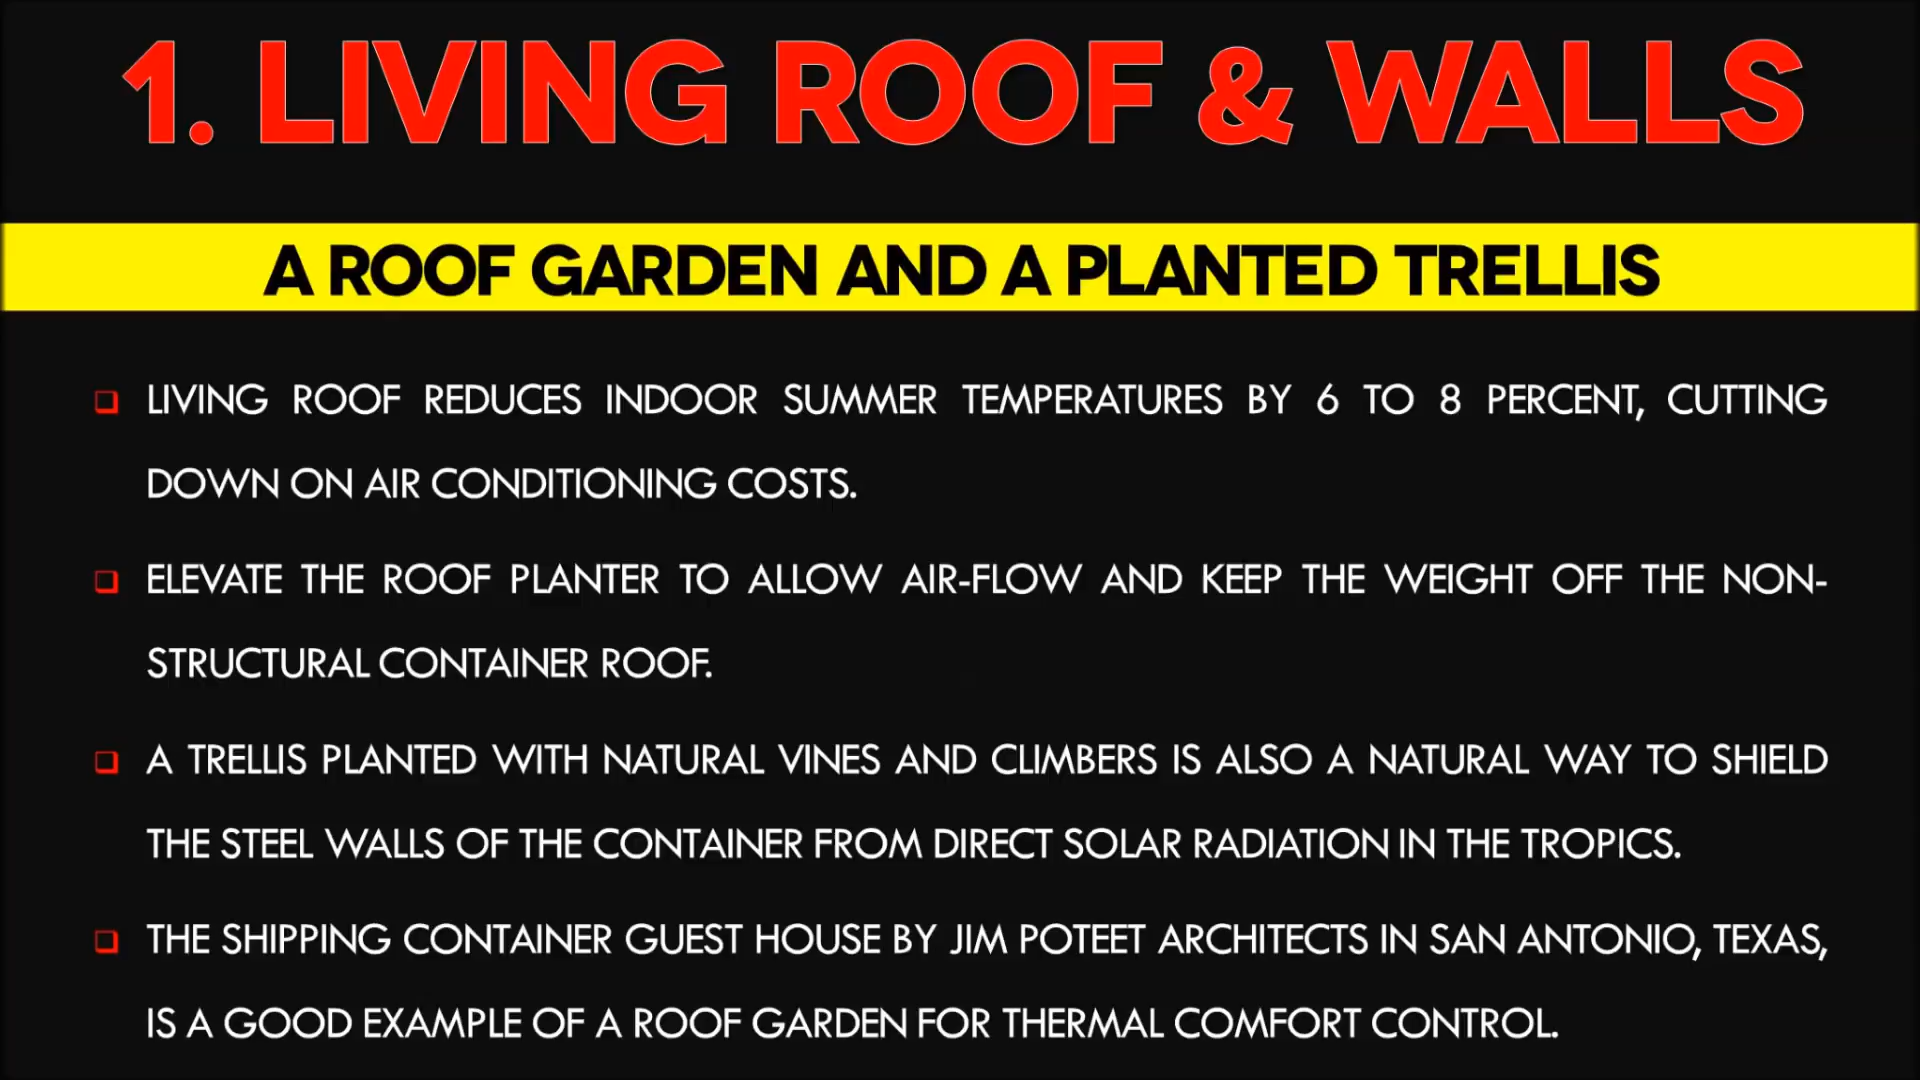 1. LIVING ROOF & WALLS
A ROOF GARDEN AND A PLANTED TRELLIS
LIVING ROOF REDUCES INDOOR SUMMER TEMPERATURES BY 6 TO 8 PERCENT, CUTTING
DOWN ON AIR CONDITIONING COSTS.
ELEVATE THE ROOF PLANTER TO ALLOW AIR-FLOW AND KEEP THE WEIGHT OFF THE NON-
STRUCTURAL CONTAINER ROOF.
A TRELLIS PLANTED WITH NATURAL VINES AND CLIMBERS IS ALSO A NATURAL WAY TO SHIELD
THE STEEL WALLS OF THE CONTAINER FROM DIRECT SOLAR RADIATION IN THE TROPICS.
THE SHIPPING CONTAINER GUEST HOUSE BY JIM POTEET ARCHITECTS IN SAN ANTONIO, TEXAS,
IS A GOOD EXAMPLE OF A ROOF GARDEN FOR THERMAL COMFORT CONTROL.